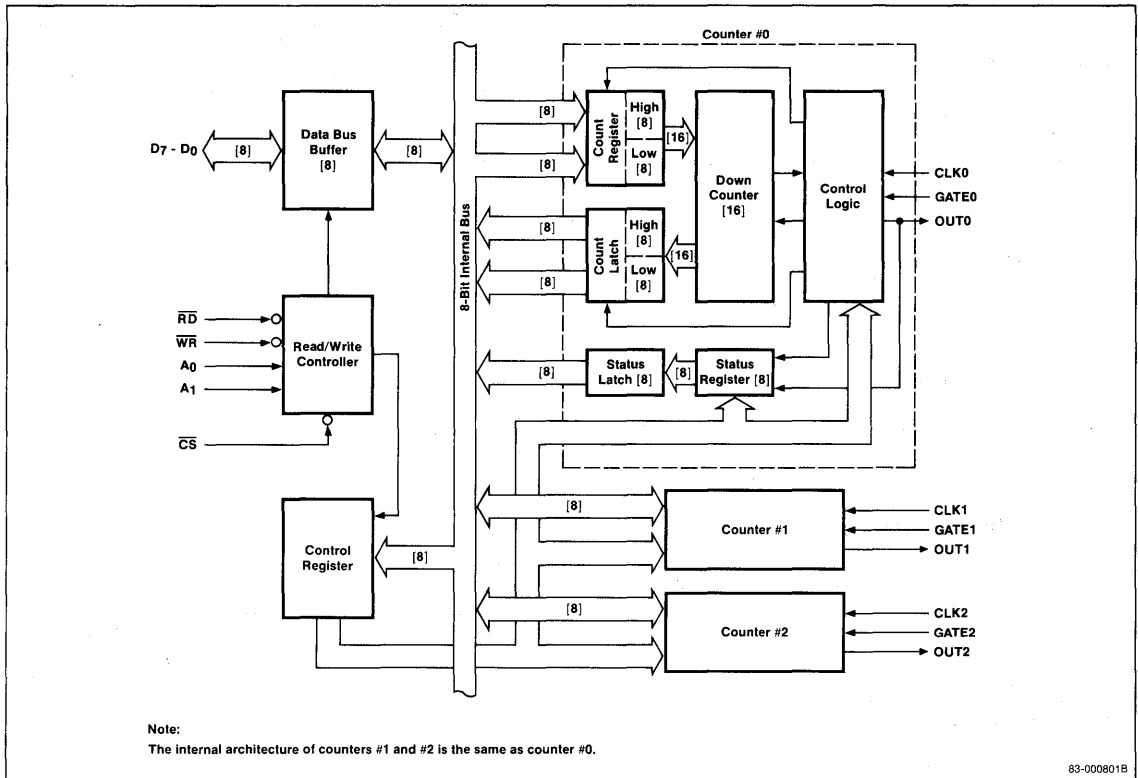 Counter #0
D7 - D0
[8]
Data Bus
Buffer
[8]
[8]
8-Bit Internal Bus
[8]
[8]
Count
Register
High
[8]
Low
[8]
[16]
Down
Counter
[16]
Control
Logic
CLK0
GATE0
OUT0
[8]
[8]
Count
Latch
High
[8]
Low
[8]
[16]
RD
WR
A0
A1
CS
Read/Write
Controller
[8]
Status
Latch [8]
[8]
Status
Register [8]
Control
Register
[8]
[8]
Counter #1
CLK1
GATE1
OUT1
[8]
Counter #2
CLK2
GATE2
OUT2
Note:
The internal architecture of counters #1 and #2 is the same as counter #0.
83-000801B